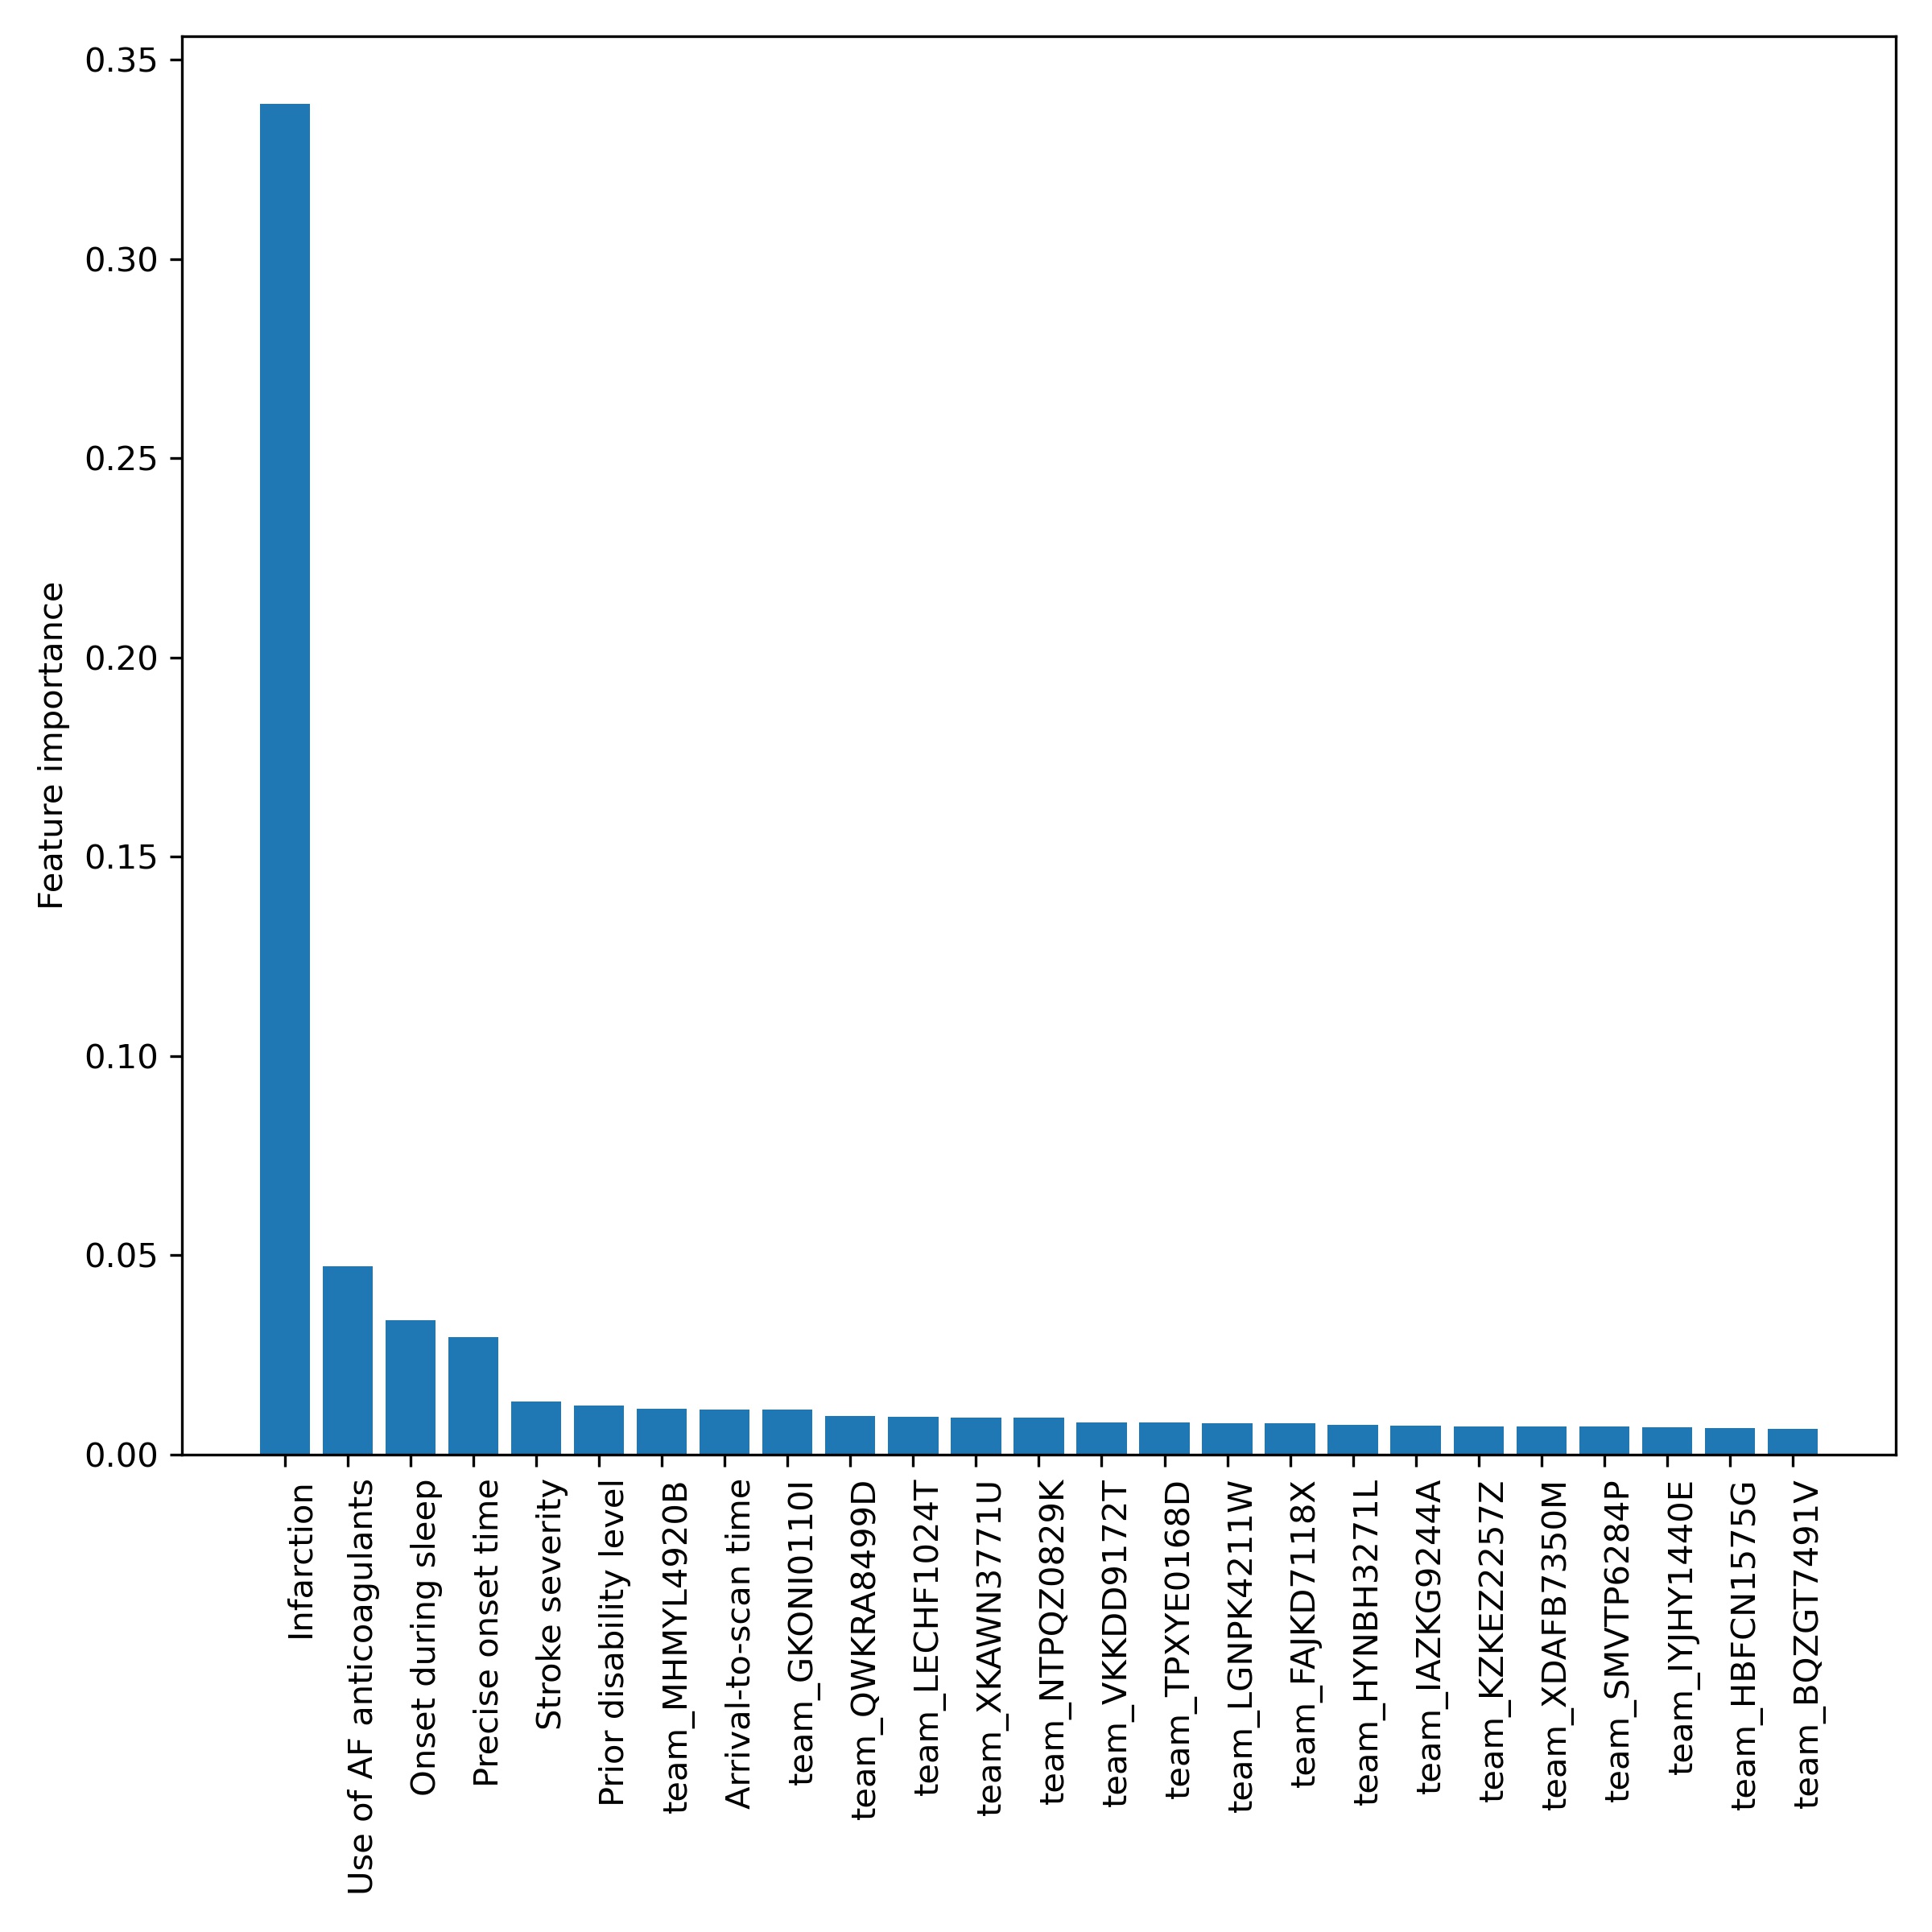 0.35
0.30
0.25
0.20
0.15
0.10
0.05
0.00
Feature importance
Infarction
Use of AF anticoagulants
Onset during sleep
Precise onset time
Stroke severity
Prior disability level
team_MHMYL4920B
Arrival-to-scan time
team_GKONI0110I
team_QWKRA8499D
team_LECHF1024T
team_XKAWN3771U
team_NTPQZ0829K
team_VKKDD9172T
team_TPXYE0168D
team_LGNPK4211W
team_FAJKD7118X
team_HYNBH3271L
team_IAZKG9244A
team_KZKEZ2257Z
team_XDAFB7350M
team_SMVTP6284P
team_IYJHY1440E
team_HBFCN1575G
team_BQZGT7491V